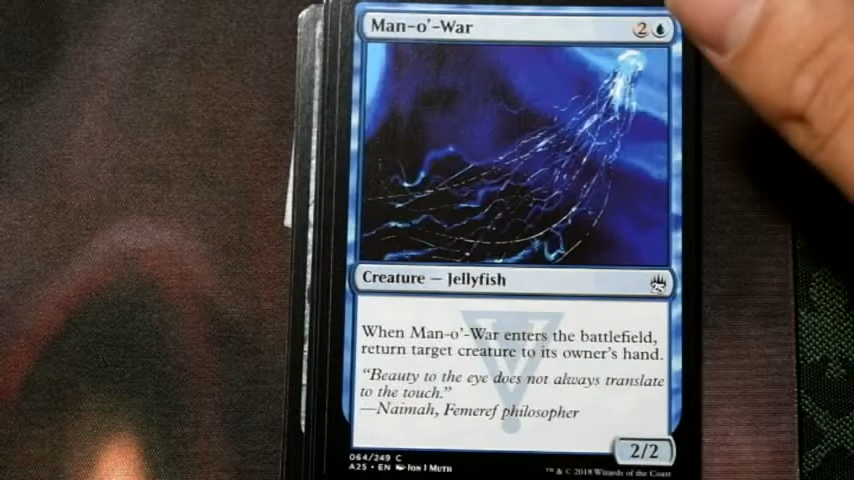 Man-o'-War 2
Creature — Jellyfish
When Man-o'-War enters the battlefield,
return target creature to its owner's hand.
"Beauty to the eye does not always translate
to the touch."
—Naimah, Femeref philosopher
2/2
064/249 C
A25 • EN Jon J Muth
™ & © 2018 Wizards of the Coast